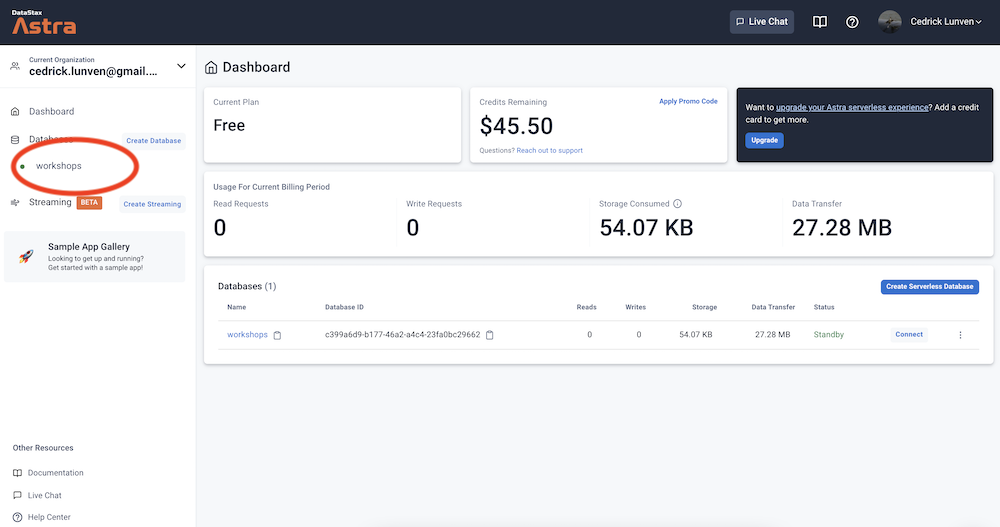 DataStax
Astra
Live Chat
Cedrick Lunven
Current Organization
cedrick.lunven@gmail....
Dashboard
Databases
Create Database
workshops
Streaming
BETA
Create Streaming
Sample App Gallery
Looking to get up and running?
Get started with a sample app!
Other Resources
Documentation
Live Chat
Help Center
Dashboard
Current Plan
Free
Credits Remaining
Apply Promo Code
$45.50
Questions? Reach out to support
Want to upgrade your Astra serverless experience? Add a credit
card to get more.
Upgrade
Usage For Current Billing Period
Read Requests
0
Write Requests
0
Storage Consumed
54.07 KB
Data Transfer
27.28 MB
Databases (1)
Create Serverless Database
Name Database ID Reads Writes Storage Data Transfer Status
workshops c399a6d9-b177-46a2-a4c4-23fa0bc29662 0 0 54.07 KB 27.28 MB Standby Connect